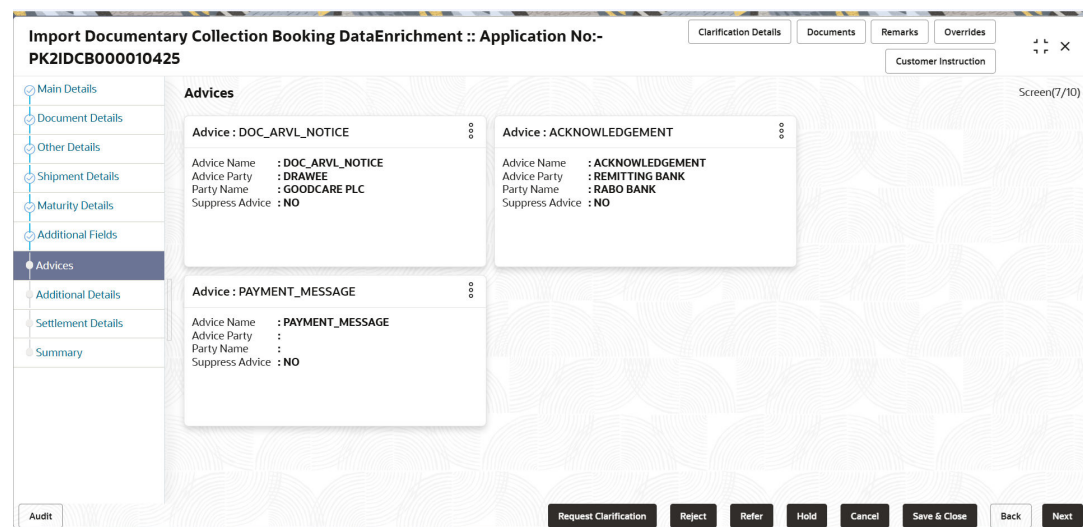 Import Documentary Collection Booking DataEnrichment :: Application No:-
PK2IDCB000010425
Clarification Details
Documents
Remarks
Overrides
Customer Instruction
Main Details
Document Details
Other Details
Shipment Details
Maturity Details
Additional Fields
Advices
Additional Details
Settlement Details
Summary
Advices
Screen(7/10)
Advice : DOC_ARVL_NOTICE
Advice Name : DOC_ARVL_NOTICE
Advice Party : DRAWEE
Party Name : GOODCARE PLC
Suppress Advice : NO
Advice : ACKNOWLEDGEMENT
Advice Name : ACKNOWLEDGEMENT
Advice Party : REMITTING BANK
Party Name : RABO BANK
Suppress Advice : NO
Advice : PAYMENT_MESSAGE
Advice Name : PAYMENT_MESSAGE
Advice Party :
Party Name :
Suppress Advice : NO
Audit
Request Clarification
Reject
Refer
Hold
Cancel
Save & Close
Back
Next